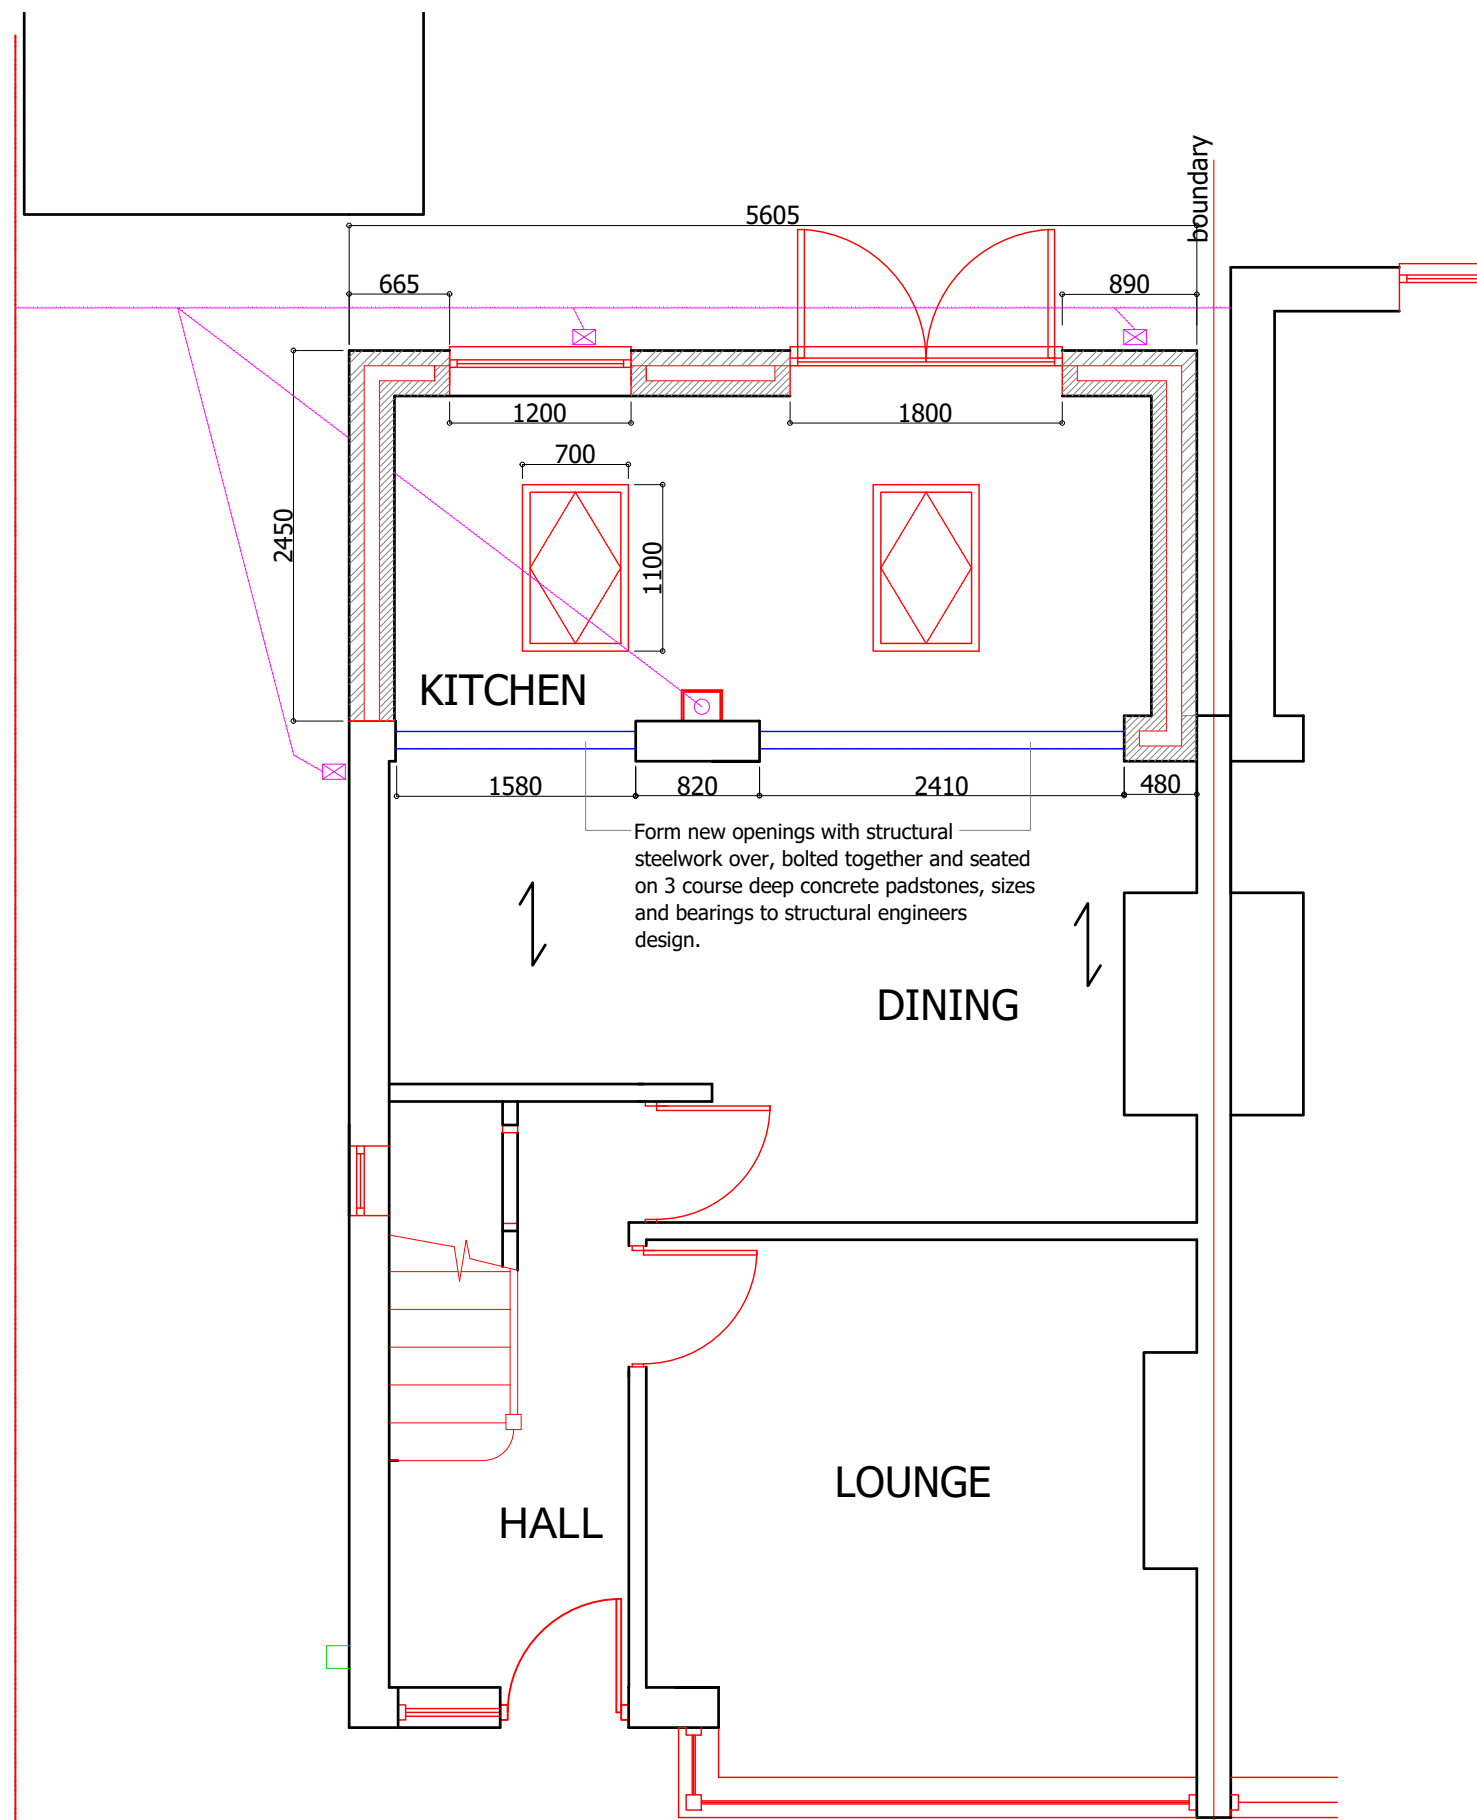 boundary
5605
665
890
1200
1800
700
2450
1100
KITCHEN
1580
820
2410
480
Form new openings with structural
steelwork over, bolted together and seated
on 3 course deep concrete padstones, sizes
and bearings to structural engineers
design.
DINING
LOUNGE
HALL